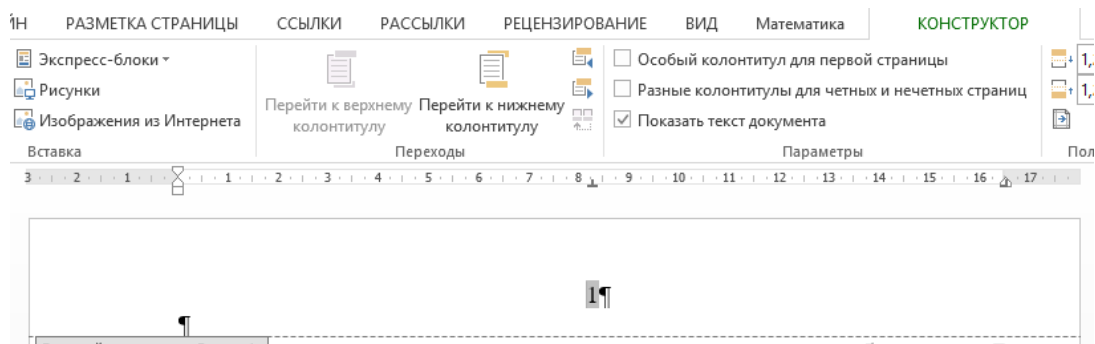 ЙН РАЗМЕТКА СТРАНИЦЫ ССЫЛКИ РАССЫЛКИ РЕЦЕНЗИРОВАНИЕ ВИД Математика КОНСТРУКТОР
Экспресс-блоки
Рисунки
Изображения из Интернета
Вставка
Перейти к верхнему колонтитулу
Перейти к нижнему колонтитулу
Переходы
Особый колонтитул для первой страницы
Разные колонтитулы для четных и нечетных страниц
Показать текст документа
Параметры
1,
1,
Пол
3 2 1 1 2 3 4 5 6 7 8 9 10 11 12 13 14 15 16 17
1¶
¶